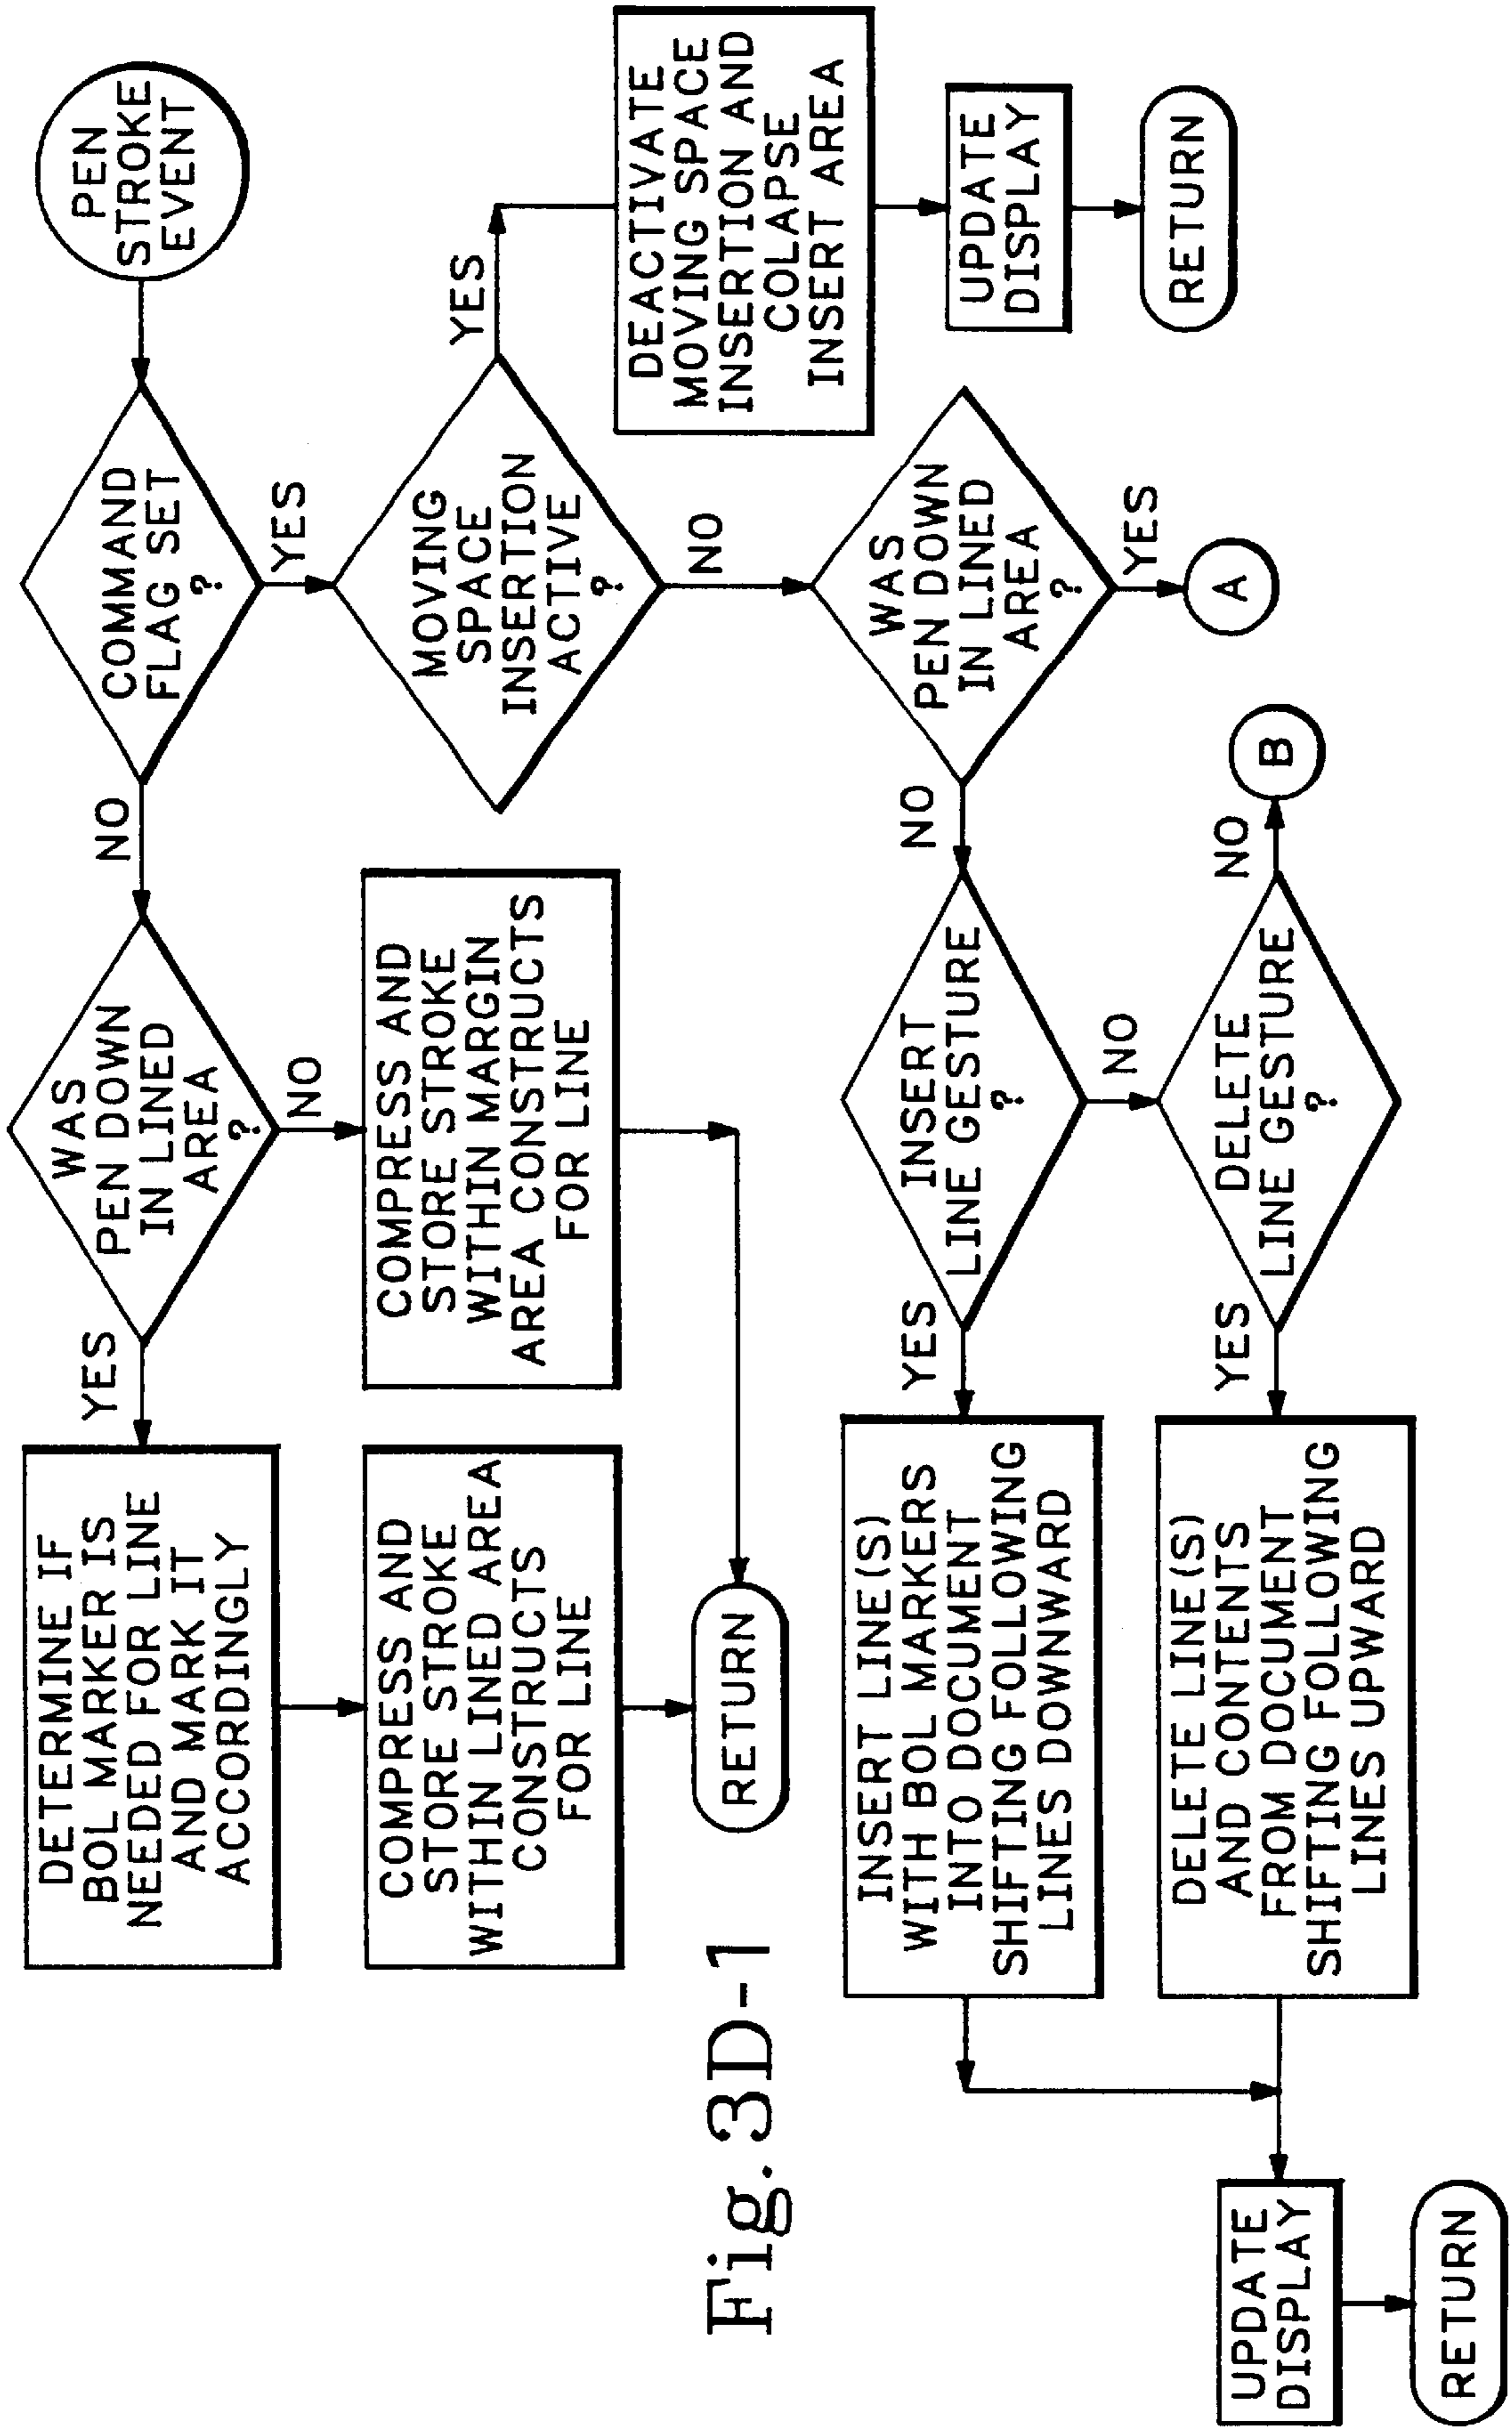 PEN
STROKE
EVENT
COMMAND
FLAG SET
?
NO
YES
WAS
PEN DOWN
IN LINED
AREA
?
YES
NO
DETERMINE IF
BOL MARKER IS
NEEDED FOR LINE
AND MARK IT
ACCORDINGLY
COMPRESS AND
STORE STROKE
WITHIN LINED AREA
CONSTRUCTS
FOR LINE
COMPRESS AND
STORE STROKE
WITHIN MARGIN
AREA CONSTRUCTS
FOR LINE
RETURN
MOVING
SPACE
INSERTION
ACTIVE
?
YES
NO
DEACTIVATE
MOVING SPACE
INSERTION AND
COLAPSE
INSERT AREA
UPDATE
DISPLAY
RETURN
WAS
PEN DOWN
IN LINED
AREA
?
YES
A
NO
INSERT
LINE GESTURE
?
YES
NO
INSERT LINE(S)
WITH BOL MARKERS
INTO DOCUMENT
SHIFTING FOLLOWING
LINES DOWNWARD
DELETE
LINE GESTURE
?
NO
B
YES
DELETE LINE(S)
AND CONTENTS
FROM DOCUMENT
SHIFTING FOLLOWING
LINES UPWARD
UPDATE
DISPLAY
RETURN
Fig. 3D-1